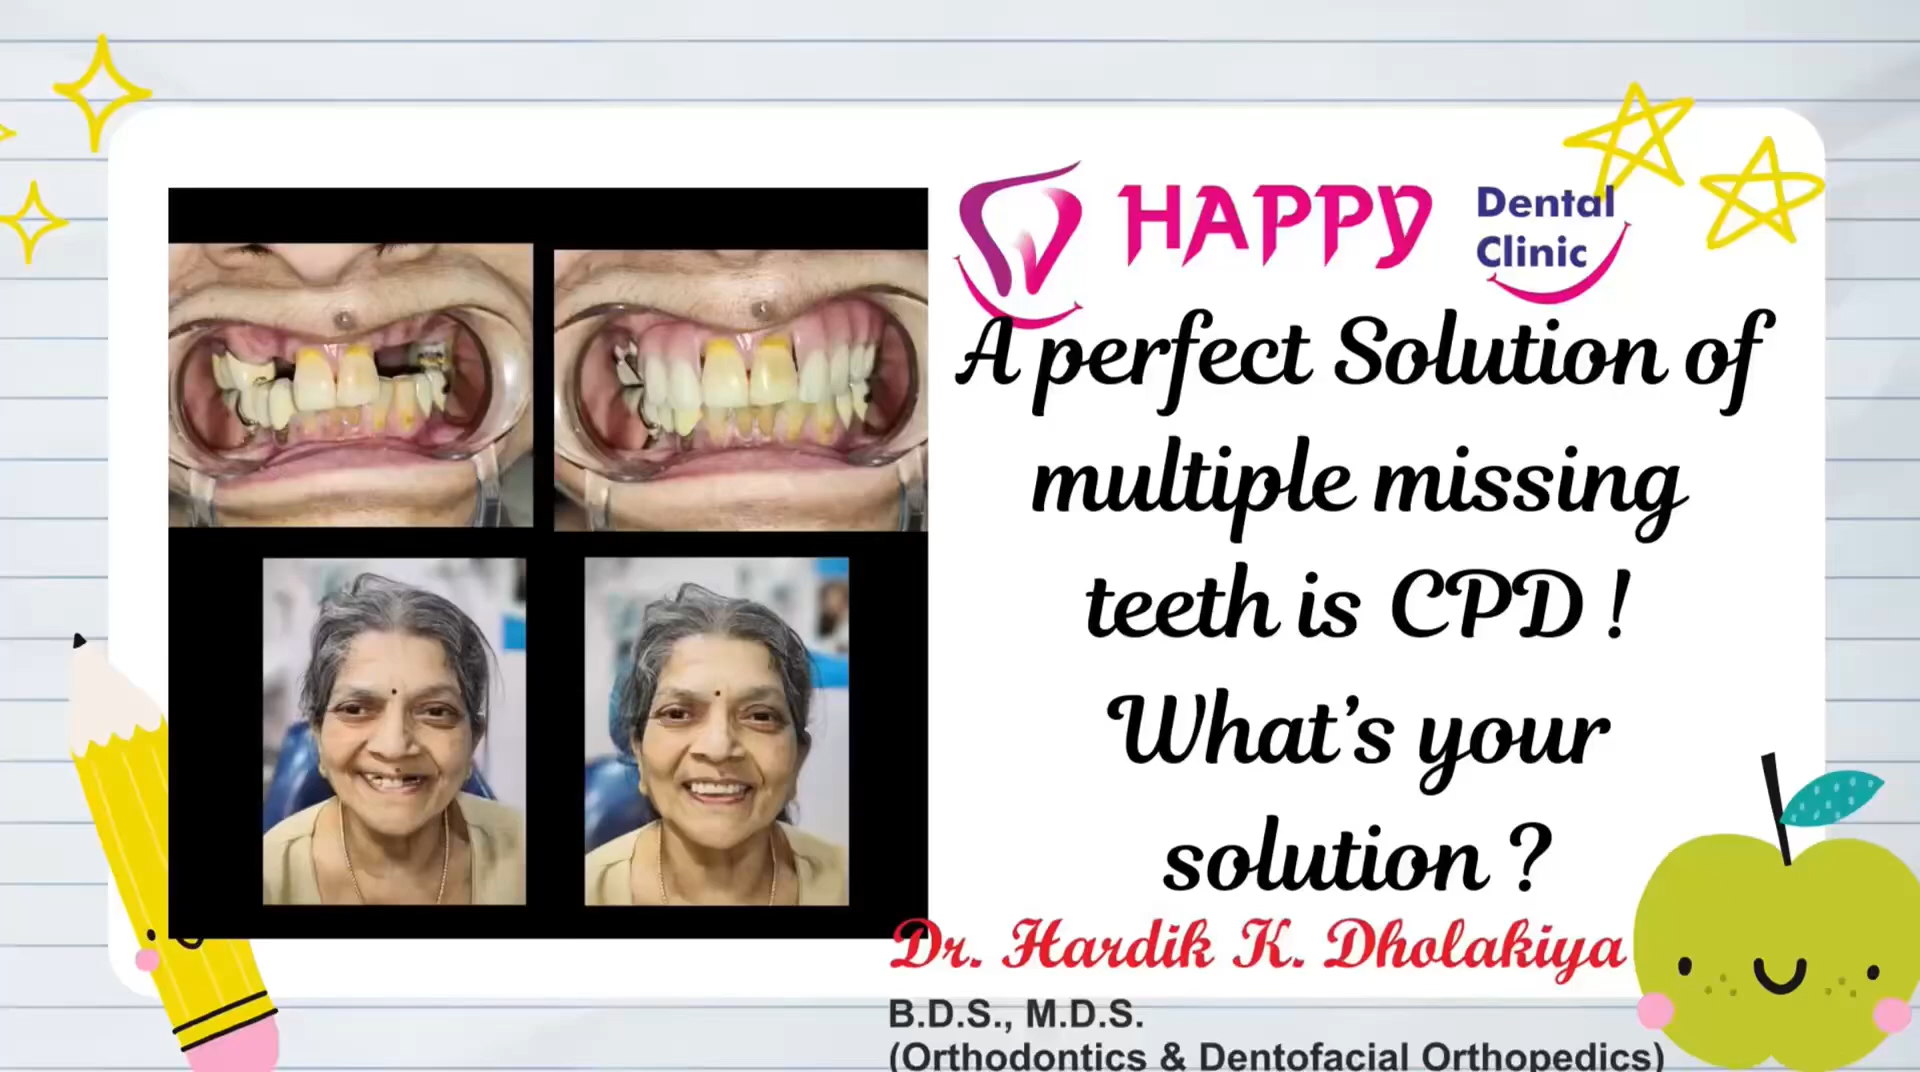 HAPPY Dental
Clinic
A perfect Solution of
multiple missing
teeth is CPD !
What's your
solution ?
Dr. Hardik K. Dholakiya
B.D.S., M.D.S.
(Orthodontics & Dentofacial Orthopedics)